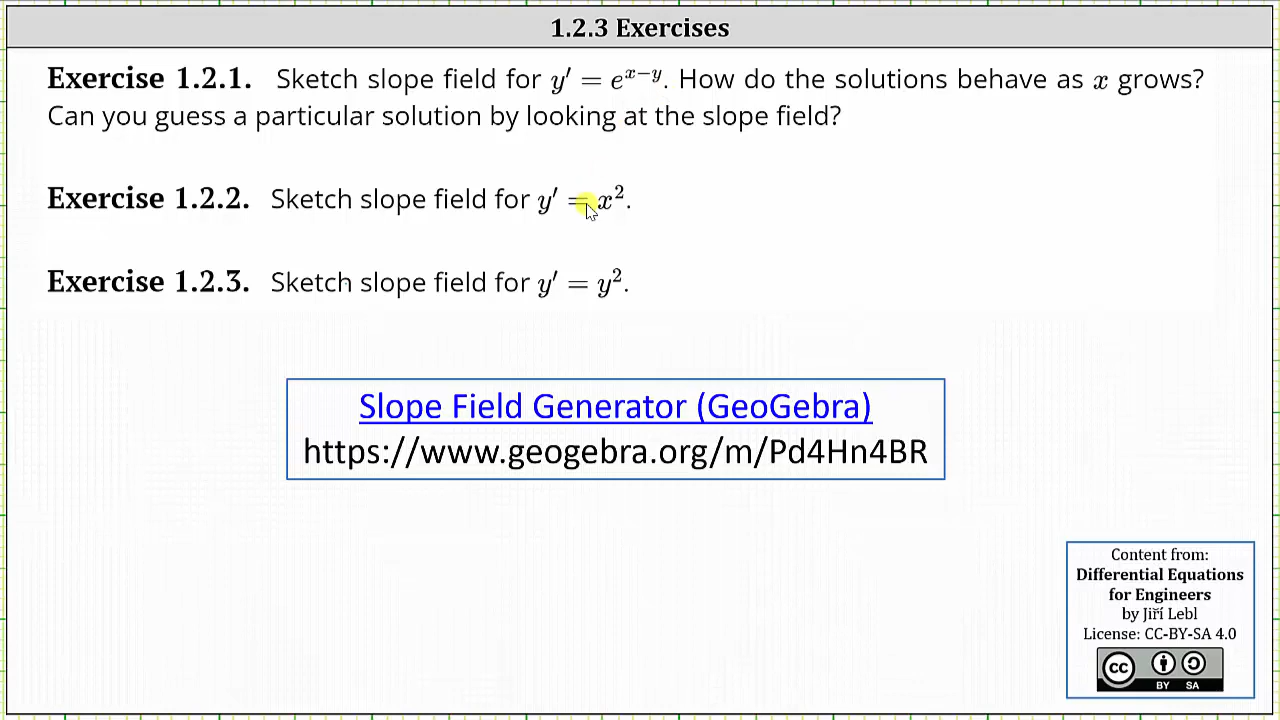 1.2.3 Exercises
Exercise 1.2.1. Sketch slope field for y′ = e^{x−y}. How do the solutions behave as x grows?
Can you guess a particular solution by looking at the slope field?
Exercise 1.2.2. Sketch slope field for y′ = x².
Exercise 1.2.3. Sketch slope field for y′ = y².
Slope Field Generator (GeoGebra)
https://www.geogebra.org/m/Pd4Hn4BR
Content from:
Differential Equations
for Engineers
by Jiří Lebl
License: CC-BY-SA 4.0
cc
BY SA